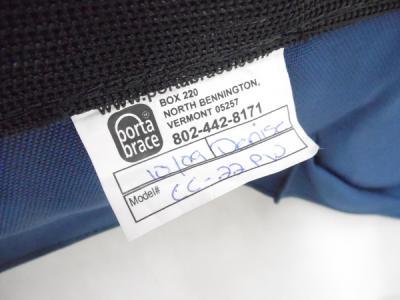 www.portabrace.com
BOX 220
NORTH BENNINGTON,
VERMONT 05257
802-442-8171
porta
brace
10/09 Denise
Model# CC-22 PW